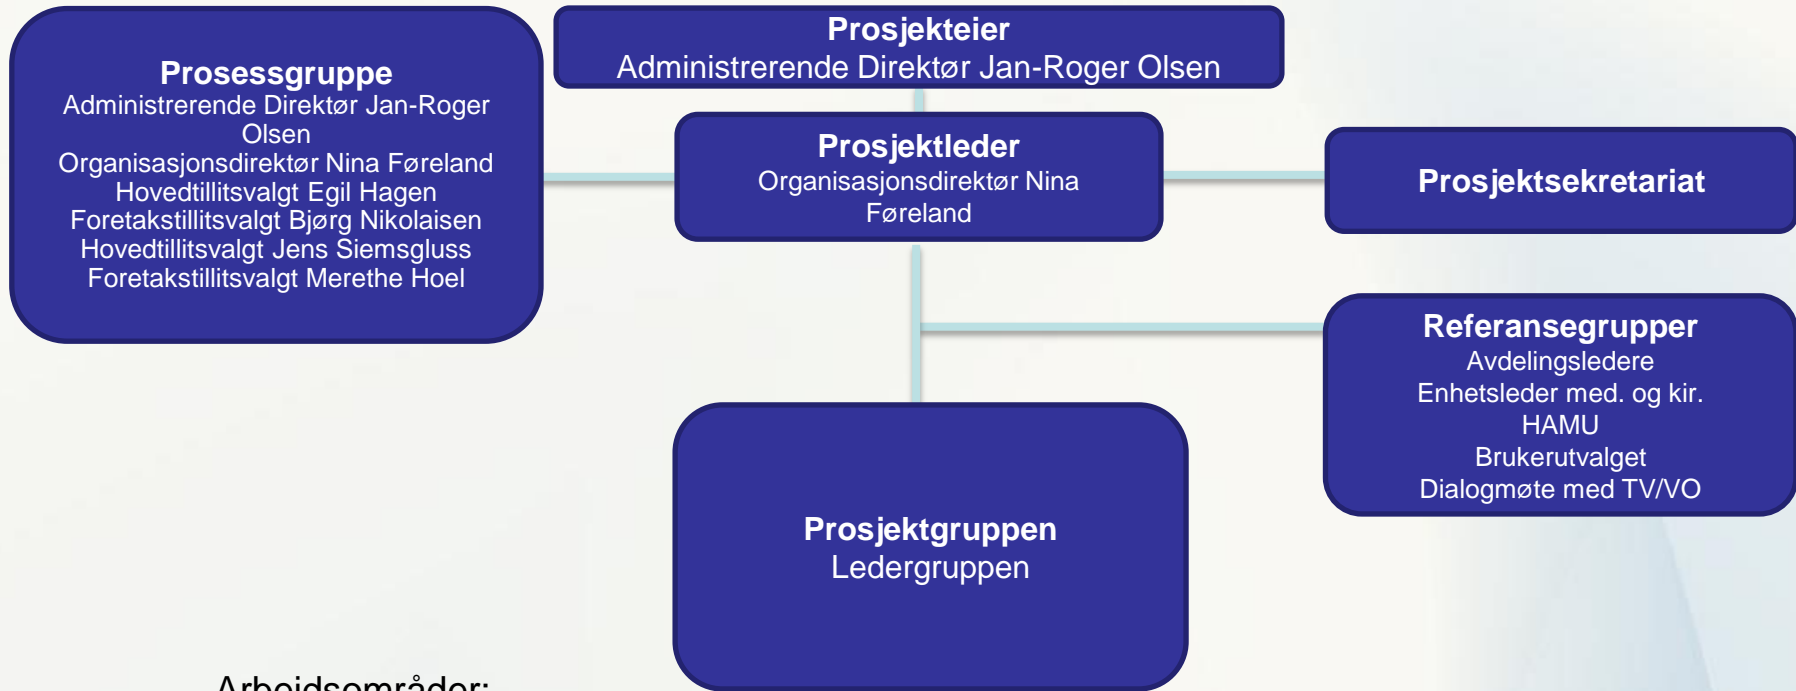 Prosjekteier
Administrerende Direktør Jan-Roger Olsen
Prosessgruppe
Administrerende Direktør Jan-Roger
Olsen
Organisasjonsdirektør Nina Føreland
Hovedtillitsvalgt Egil Hagen
Foretakstillitsvalgt Bjørg Nikolaisen
Hovedtillitsvalgt Jens Siemsgluss
Foretakstillitsvalgt Merethe Hoel
Prosjektleder
Organisasjonsdirektør Nina
Føreland
Prosjektsekretariat
Referansegrupper
Avdelingsledere
Enhetsleder med. og kir.
HAMU
Brukerutvalget
Dialogmøte med TV/VO
Prosjektgruppen
Ledergruppen
Arbeidsområder: